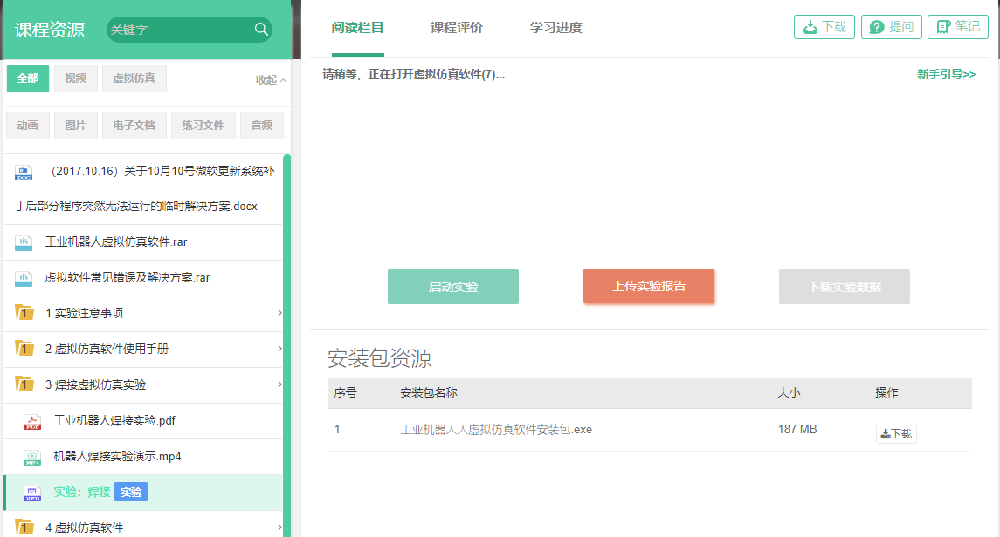 课程资源
关键字
全部
视频
虚拟仿真
收起
动画
图片
电子文档
练习文件
音频
DOC
（2017.10.16）关于10月10号微软更新系统补
丁后部分程序突然无法运行的临时解决方案.docx
工业机器人虚拟仿真软件.rar
虚拟软件常见错误及解决方案.rar
1
1 实验注意事项
1
2 虚拟仿真软件使用手册
1
3 焊接虚拟仿真实验
PDF
工业机器人焊接实验.pdf
MP4
机器人焊接实验演示.mp4
VFD
实验：焊接
实验
1
4 虚拟仿真软件
阅读栏目
课程评价
学习进度
下载
提问
笔记
请稍等，正在打开虚拟仿真软件(7)...
新手引导>>
启动实验
上传实验报告
下载实验数据
安装包资源
序号
安装包名称
大小
操作
1
工业机器人人虚拟仿真软件安装包.exe
187 MB
下载